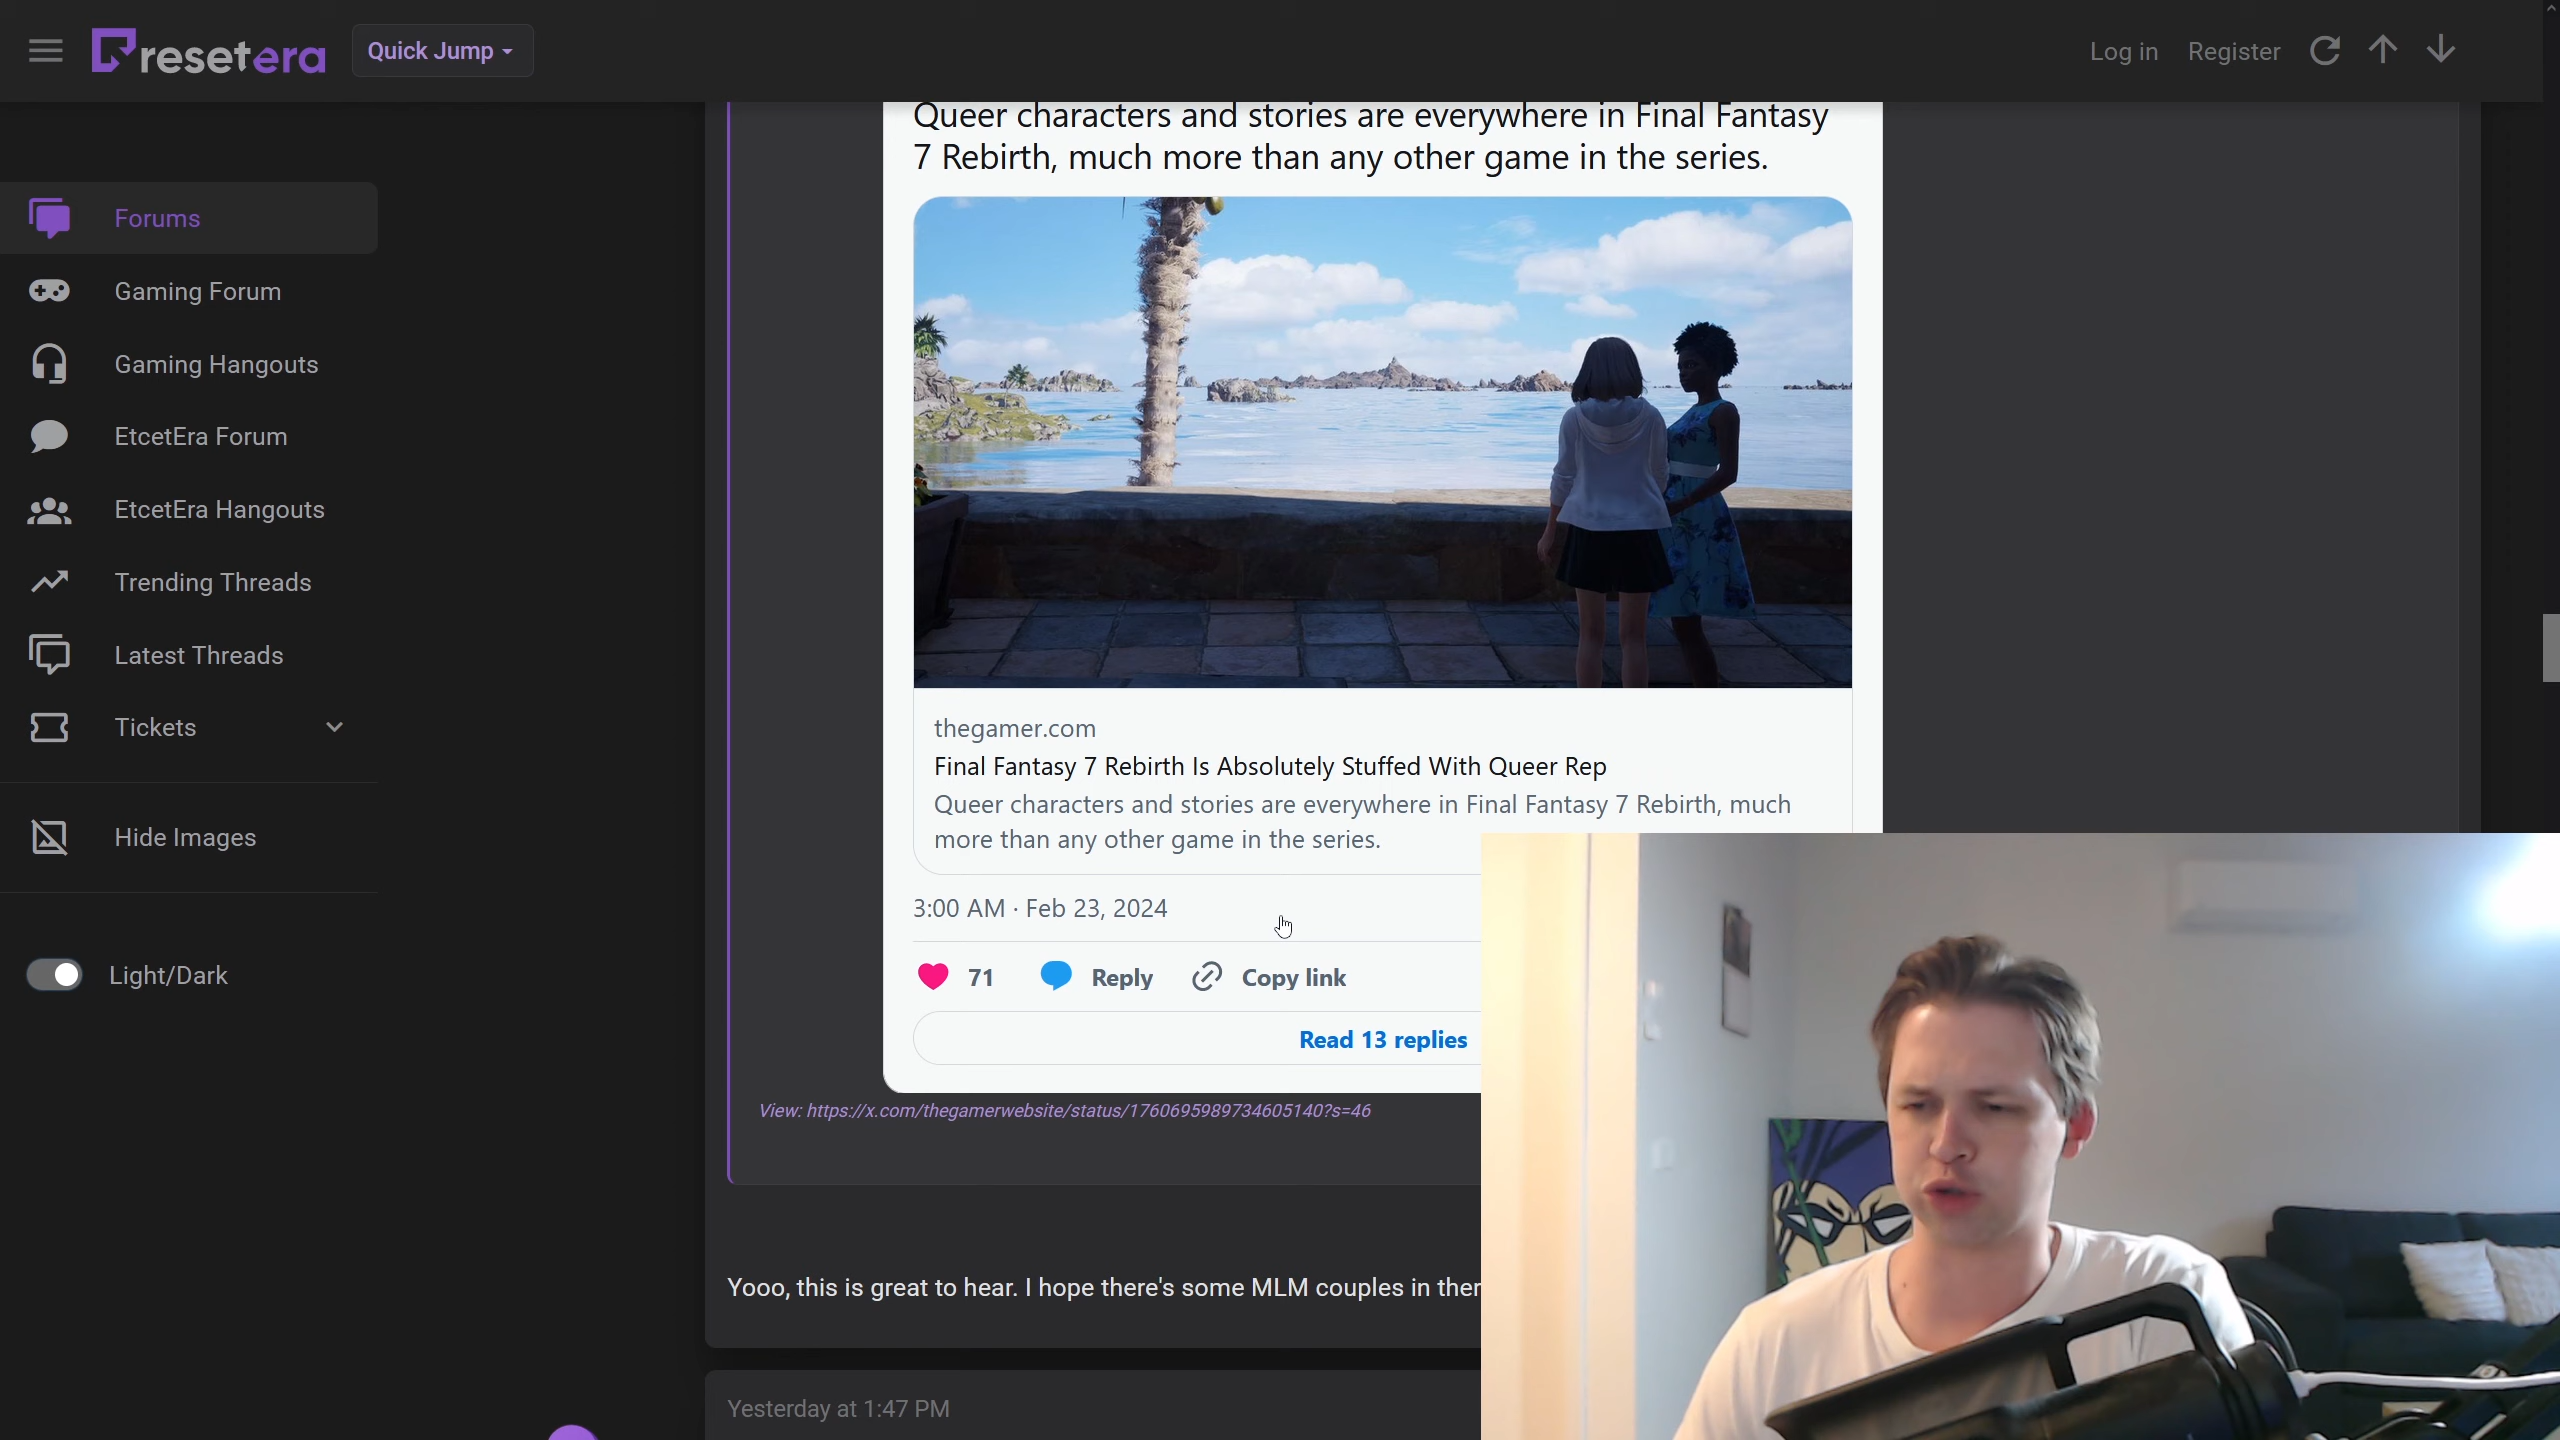 resetera
Quick Jump
Log in
Register
Forums
Gaming Forum
Gaming Hangouts
EtcetEra Forum
EtcetEra Hangouts
Trending Threads
Latest Threads
Tickets
Hide Images
Light/Dark
Queer characters and stories are everywhere in Final Fantasy
7 Rebirth, much more than any other game in the series.
thegamer.com
Final Fantasy 7 Rebirth Is Absolutely Stuffed With Queer Rep
Queer characters and stories are everywhere in Final Fantasy 7 Rebirth, much
more than any other game in the series.
3:00 AM · Feb 23, 2024
71
Reply
Copy link
Read 13 replies
View: https://x.com/thegamerwebsite/status/1760695989734605140?s=46
Yooo, this is great to hear. I hope there's some MLM couples in
Yesterday at 1:47 PM